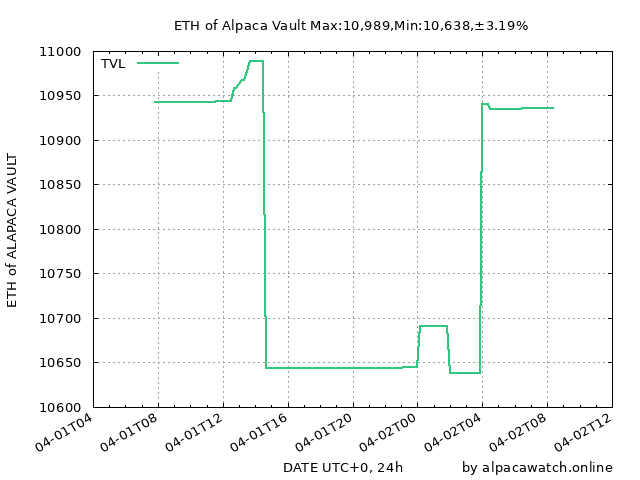 ETH of Alpaca Vault Max:10,989,Min:10,638,±3.19%
TVL
11000
10950
10900
10850
10800
10750
10700
10650
10600
ETH of ALAPACA VAULT
04-01T04
04-01T08
04-01T12
04-01T16
04-01T20
04-02T00
04-02T04
04-02T08
04-02T12
DATE UTC+0, 24h
by alpacawatch.online